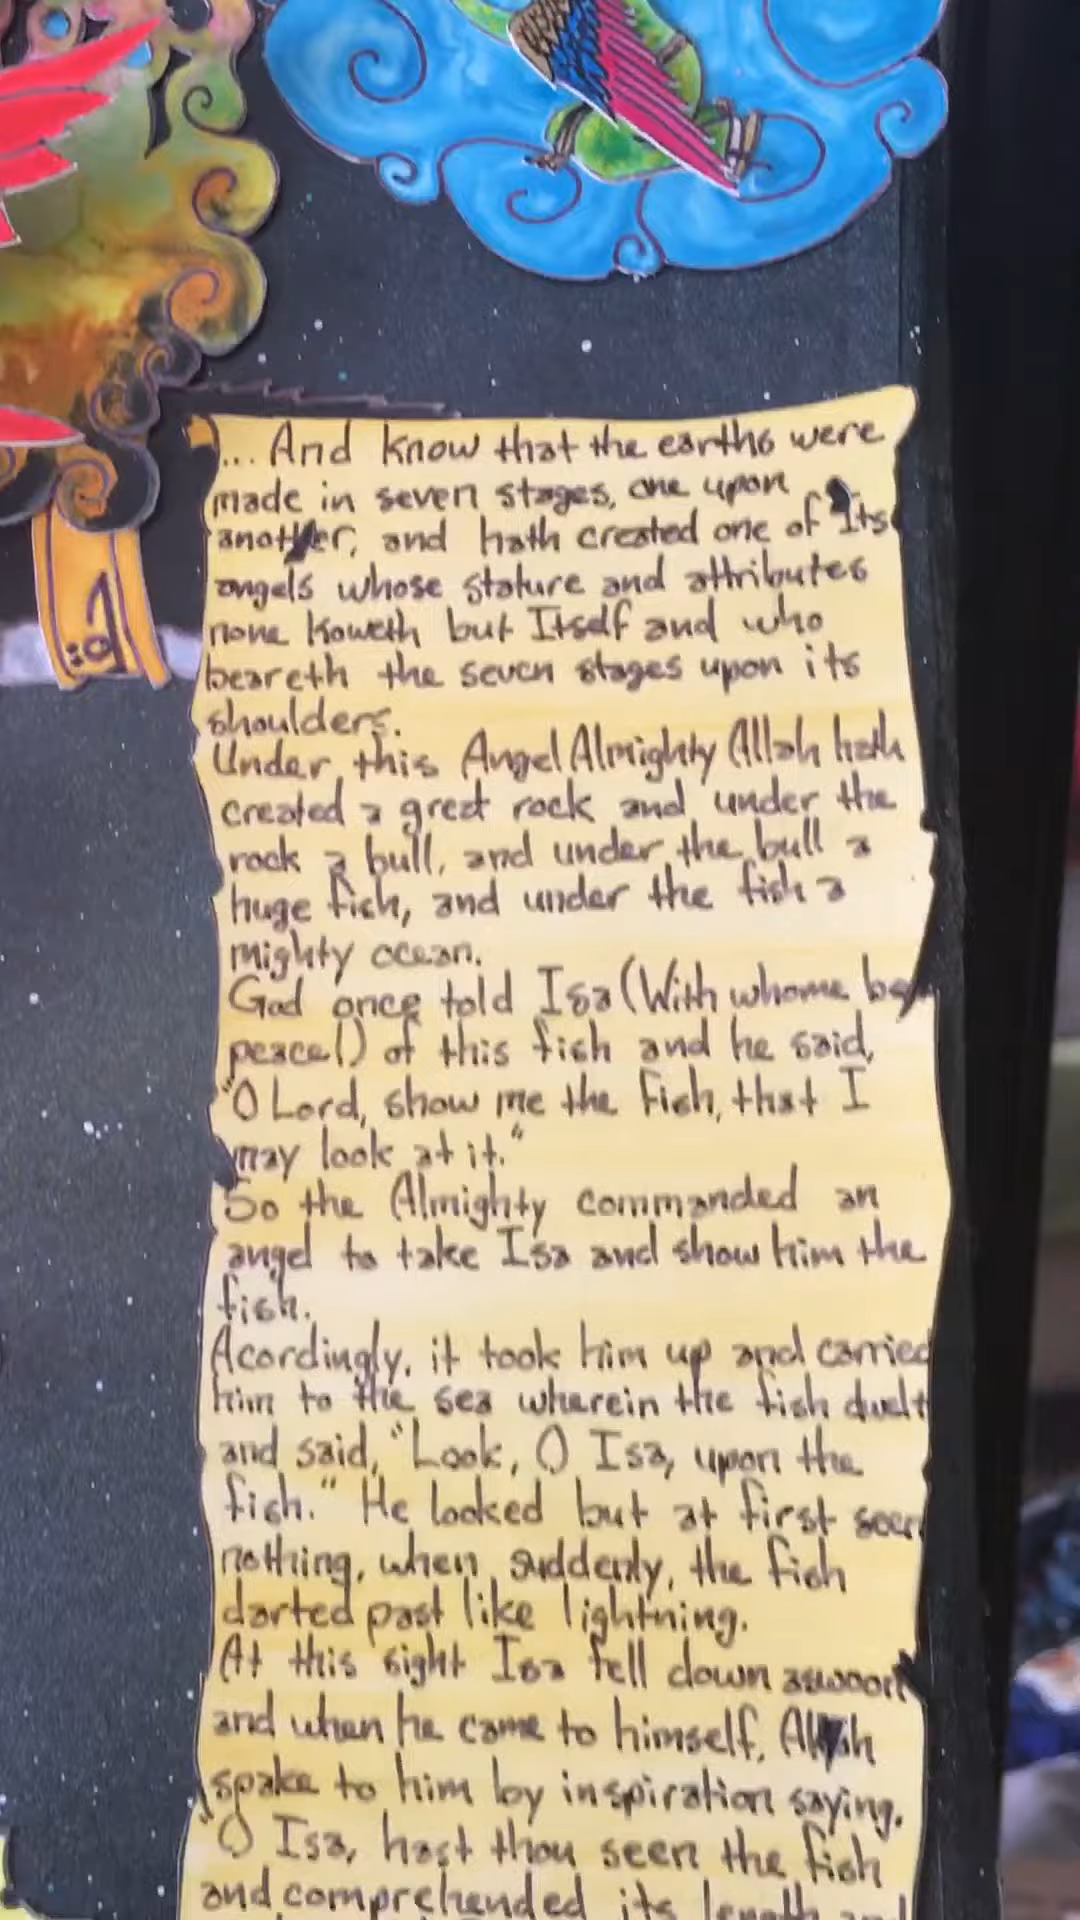 ... And know that the earths were
made in seven stages, one upon
another, and hath created one of Its
angels whose stature and attributes
none Koweth but Itself and who
beareth the seven stages upon its
shoulders.
Under this Angel Almighty Allah hath
created a great rock and under the
rock a bull, and under the bull a
huge fish, and under the fish a
mighty ocean.
God once told Isa (With whome be
peace!) of this fish and he said,
"O Lord, show me the fish, that I
may look at it."
So the Almighty commanded an
angel to take Isa and show him the
fish.
Acordingly, it took him up and carried
him to the sea wherein the fish dwelt
and said, "Look, O Isa, upon the
fish." He looked but at first seen
nothing, when, suddenly, the fish
darted past like lightning.
At this sight Isa fell down aswoon
and when he came to himself, Allah
spake to him by inspiration saying,
"O Isa, hast thou seen the fish
and comprehended its length and